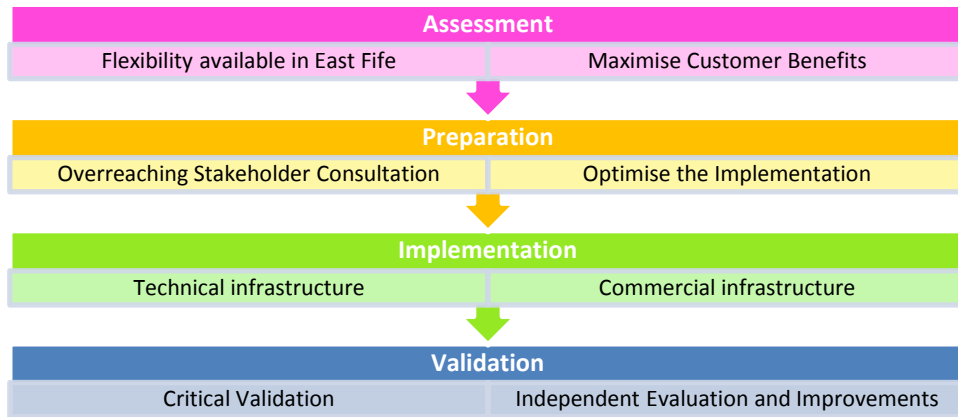 Assessment
Flexibility available in East Fife
Maximise Customer Benefits
Preparation
Overreaching Stakeholder Consultation
Optimise the Implementation
Implementation
Technical infrastructure
Commercial infrastructure
Validation
Critical Validation
Independent Evaluation and Improvements